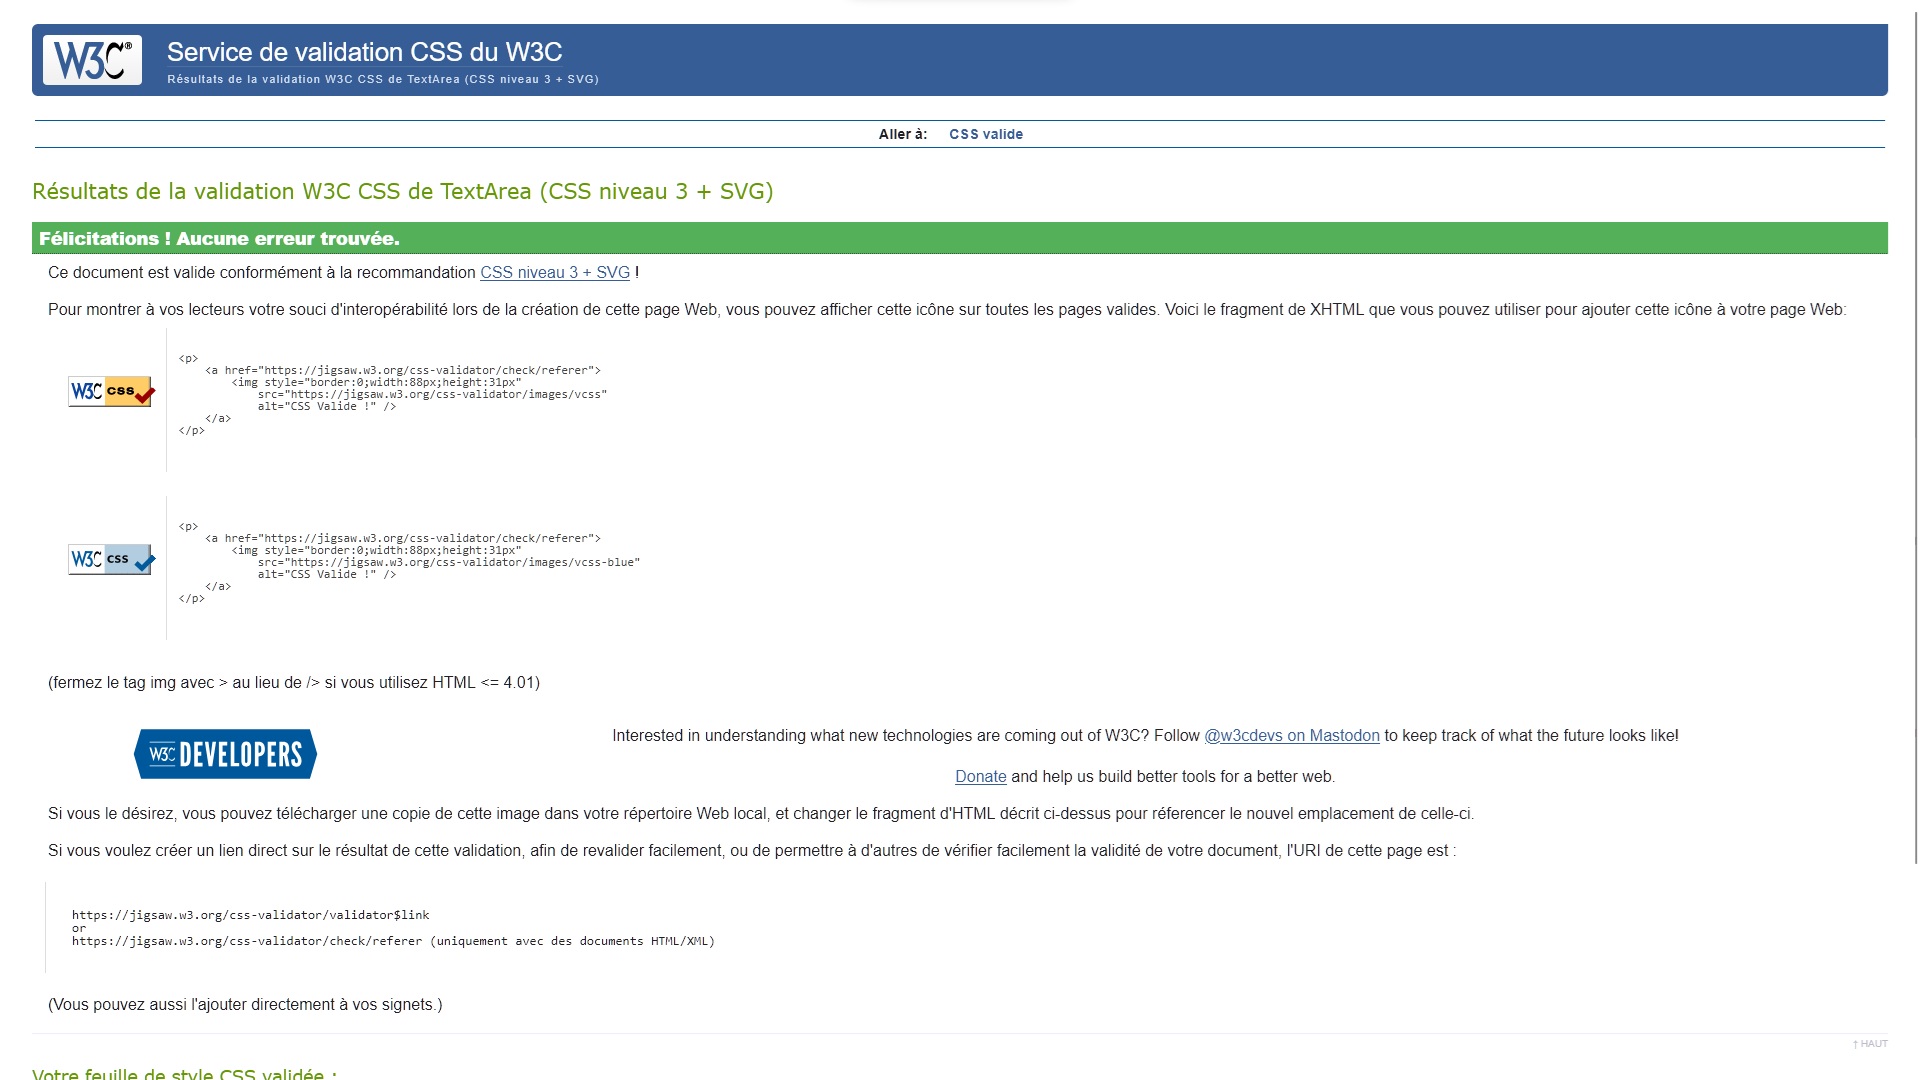 W3C®
Service de validation CSS du W3C
Résultats de la validation W3C CSS de TextArea (CSS niveau 3 + SVG)
Aller à: CSS valide
Résultats de la validation W3C CSS de TextArea (CSS niveau 3 + SVG)
Félicitations ! Aucune erreur trouvée.
Ce document est valide conformément à la recommandation CSS niveau 3 + SVG !
Pour montrer à vos lecteurs votre souci d'interopérabilité lors de la création de cette page Web, vous pouvez afficher cette icône sur toutes les pages valides. Voici le fragment de XHTML que vous pouvez utiliser pour ajouter cette icône à votre page Web:
W3C css
<p>
    <a href="https://jigsaw.w3.org/css-validator/check/referer">
        <img style="border:0;width:88px;height:31px"
            src="https://jigsaw.w3.org/css-validator/images/vcss"
            alt="CSS Valide !" />
    </a>
</p>
W3C css
<p>
    <a href="https://jigsaw.w3.org/css-validator/check/referer">
        <img style="border:0;width:88px;height:31px"
            src="https://jigsaw.w3.org/css-validator/images/vcss-blue"
            alt="CSS Valide !" />
    </a>
</p>
(fermez le tag img avec > au lieu de /> si vous utilisez HTML <= 4.01)
W3C DEVELOPERS
Interested in understanding what new technologies are coming out of W3C? Follow @w3cdevs on Mastodon to keep track of what the future looks like!
Donate and help us build better tools for a better web.
Si vous le désirez, vous pouvez télécharger une copie de cette image dans votre répertoire Web local, et changer le fragment d'HTML décrit ci-dessus pour réferencer le nouvel emplacement de celle-ci.
Si vous voulez créer un lien direct sur le résultat de cette validation, afin de revalider facilement, ou de permettre à d'autres de vérifier facilement la validité de votre document, l'URI de cette page est :
https://jigsaw.w3.org/css-validator/validator$link
or
https://jigsaw.w3.org/css-validator/check/referer (uniquement avec des documents HTML/XML)
(Vous pouvez aussi l'ajouter directement à vos signets.)
↑ HAUT
Votre feuille de style CSS validée :